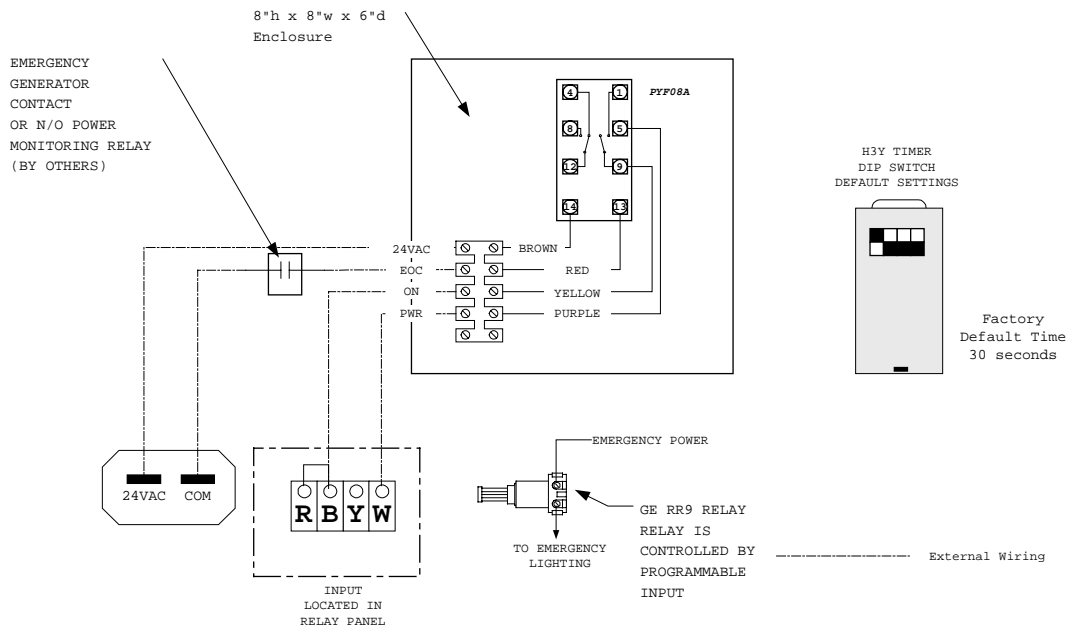 8"h x 8"w x 6"d
Enclosure
EMERGENCY
GENERATOR
CONTACT
OR N/O POWER
MONITORING RELAY
(BY OTHERS)
4
1
PYF08A
8
5
12
9
14
13
H3Y TIMER
DIP SWITCH
DEFAULT SETTINGS
24VAC
BROWN
EOC
RED
ON
YELLOW
PWR
PURPLE
Factory
Default Time
30 seconds
24VAC
COM
R B Y W
INPUT
LOCATED IN
RELAY PANEL
EMERGENCY POWER
TO EMERGENCY
LIGHTING
GE RR9 RELAY
RELAY IS
CONTROLLED BY
PROGRAMMABLE
INPUT
External Wiring